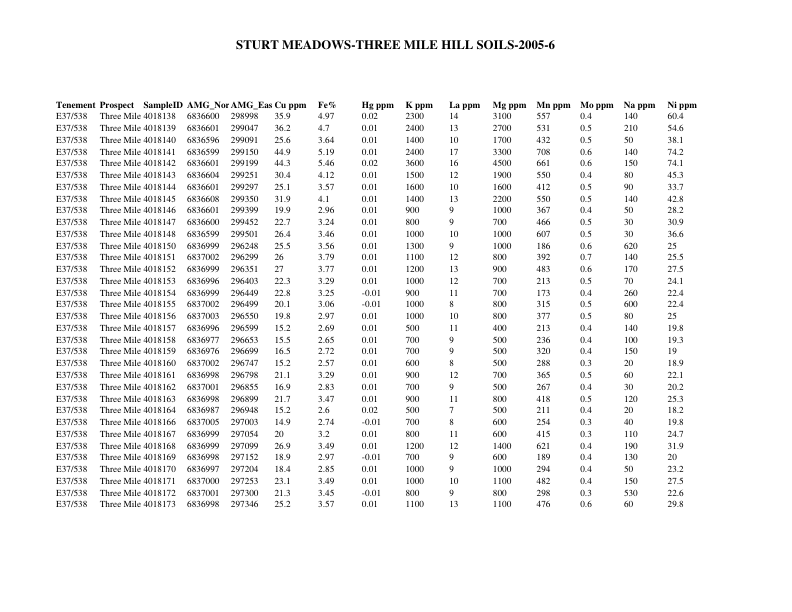 STURT MEADOWS-THREE MILE HILL SOILS-2005-6
Tenement Prospect SampleID AMG_Nor AMG_Eas Cu ppm Fe% Hg ppm K ppm La ppm Mg ppm Mn ppm Mo ppm Na ppm Ni ppm
E37/538 Three Mile 4018138 6836600 298998 35.9 4.97 0.02 2300 14 3100 557 0.4 140 60.4
E37/538 Three Mile 4018139 6836601 299047 36.2 4.7 0.01 2400 13 2700 531 0.5 210 54.6
E37/538 Three Mile 4018140 6836596 299091 25.6 3.64 0.01 1400 10 1700 432 0.5 50 38.1
E37/538 Three Mile 4018141 6836599 299150 44.9 5.19 0.01 2400 17 3300 708 0.6 140 74.2
E37/538 Three Mile 4018142 6836601 299199 44.3 5.46 0.02 3600 16 4500 661 0.6 150 74.1
E37/538 Three Mile 4018143 6836604 299251 30.4 4.12 0.01 1500 12 1900 550 0.4 80 45.3
E37/538 Three Mile 4018144 6836601 299297 25.1 3.57 0.01 1600 10 1600 412 0.5 90 33.7
E37/538 Three Mile 4018145 6836608 299350 31.9 4.1 0.01 1400 13 2200 550 0.5 140 42.8
E37/538 Three Mile 4018146 6836601 299399 19.9 2.96 0.01 900 9 1000 367 0.4 50 28.2
E37/538 Three Mile 4018147 6836600 299452 22.7 3.24 0.01 800 9 700 466 0.5 30 30.9
E37/538 Three Mile 4018148 6836599 299501 26.4 3.46 0.01 1000 10 1000 607 0.5 30 36.6
E37/538 Three Mile 4018150 6836999 296248 25.5 3.56 0.01 1300 9 1000 186 0.6 620 25
E37/538 Three Mile 4018151 6837002 296299 26 3.79 0.01 1100 12 800 392 0.7 140 25.5
E37/538 Three Mile 4018152 6836999 296351 27 3.77 0.01 1200 13 900 483 0.6 170 27.5
E37/538 Three Mile 4018153 6836996 296403 22.3 3.29 0.01 1000 12 700 213 0.5 70 24.1
E37/538 Three Mile 4018154 6836999 296449 22.8 3.25 -0.01 900 11 700 173 0.4 260 22.4
E37/538 Three Mile 4018155 6837002 296499 20.1 3.06 -0.01 1000 8 800 315 0.5 600 22.4
E37/538 Three Mile 4018156 6837003 296550 19.8 2.97 0.01 1000 10 800 377 0.5 80 25
E37/538 Three Mile 4018157 6836996 296599 15.2 2.69 0.01 500 11 400 213 0.4 140 19.8
E37/538 Three Mile 4018158 6836977 296653 15.5 2.65 0.01 700 9 500 236 0.4 100 19.3
E37/538 Three Mile 4018159 6836976 296699 16.5 2.72 0.01 700 9 500 320 0.4 150 19
E37/538 Three Mile 4018160 6837002 296747 15.2 2.57 0.01 600 8 500 288 0.3 20 18.9
E37/538 Three Mile 4018161 6836998 296798 21.1 3.29 0.01 900 12 700 365 0.5 60 22.1
E37/538 Three Mile 4018162 6837001 296855 16.9 2.83 0.01 700 9 500 267 0.4 30 20.2
E37/538 Three Mile 4018163 6836998 296899 21.7 3.47 0.01 900 11 800 418 0.5 120 25.3
E37/538 Three Mile 4018164 6836987 296948 15.2 2.6 0.02 500 7 500 211 0.4 20 18.2
E37/538 Three Mile 4018166 6837005 297003 14.9 2.74 -0.01 700 8 600 254 0.3 40 19.8
E37/538 Three Mile 4018167 6836999 297054 20 3.2 0.01 800 11 600 415 0.3 110 24.7
E37/538 Three Mile 4018168 6836999 297099 26.9 3.49 0.01 1200 12 1400 621 0.4 190 31.9
E37/538 Three Mile 4018169 6836998 297152 18.9 2.97 -0.01 700 9 600 189 0.4 130 20
E37/538 Three Mile 4018170 6836997 297204 18.4 2.85 0.01 1000 9 1000 294 0.4 50 23.2
E37/538 Three Mile 4018171 6837000 297253 23.1 3.49 0.01 1000 10 1100 482 0.4 150 27.5
E37/538 Three Mile 4018172 6837001 297300 21.3 3.45 -0.01 800 9 800 298 0.3 530 22.6
E37/538 Three Mile 4018173 6836998 297346 25.2 3.57 0.01 1100 13 1100 476 0.6 60 29.8